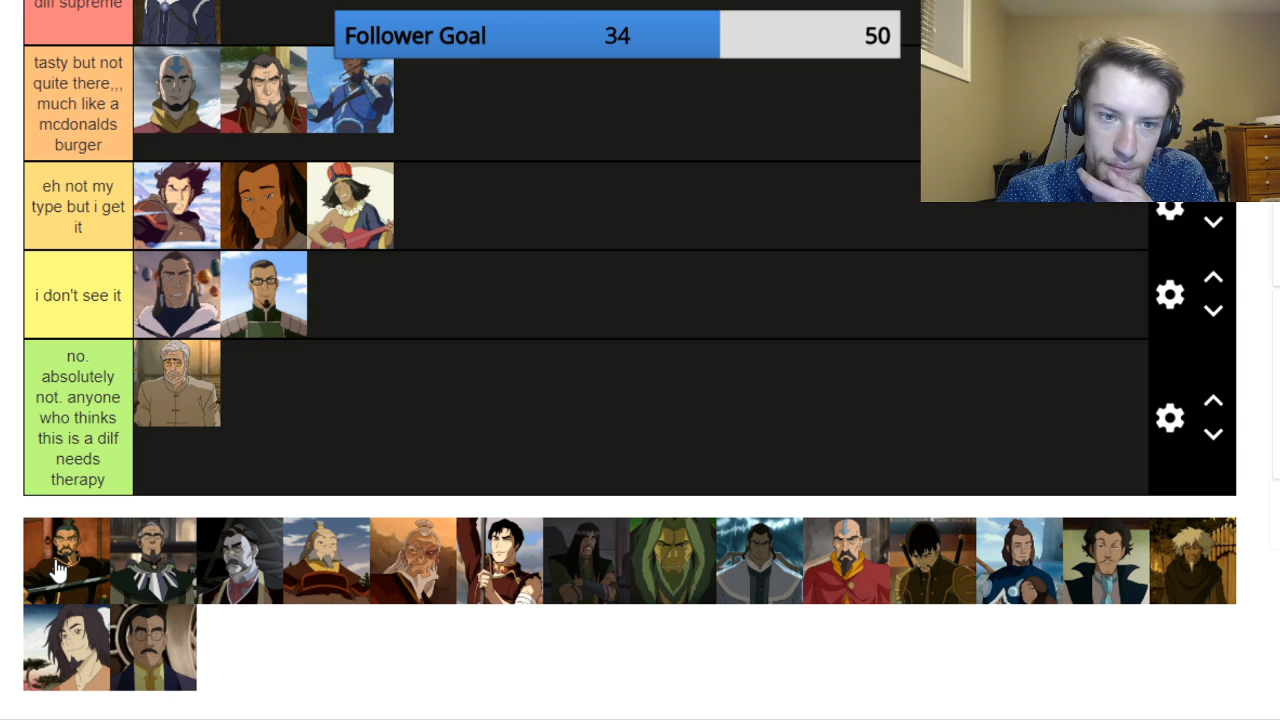 dilf supreme
Follower Goal 34 50
tasty but not
quite there,,,
much like a
mcdonalds
burger
eh not my
type but i get
it
i don't see it
no.
absolutely
not. anyone
who thinks
this is a dilf
needs
therapy